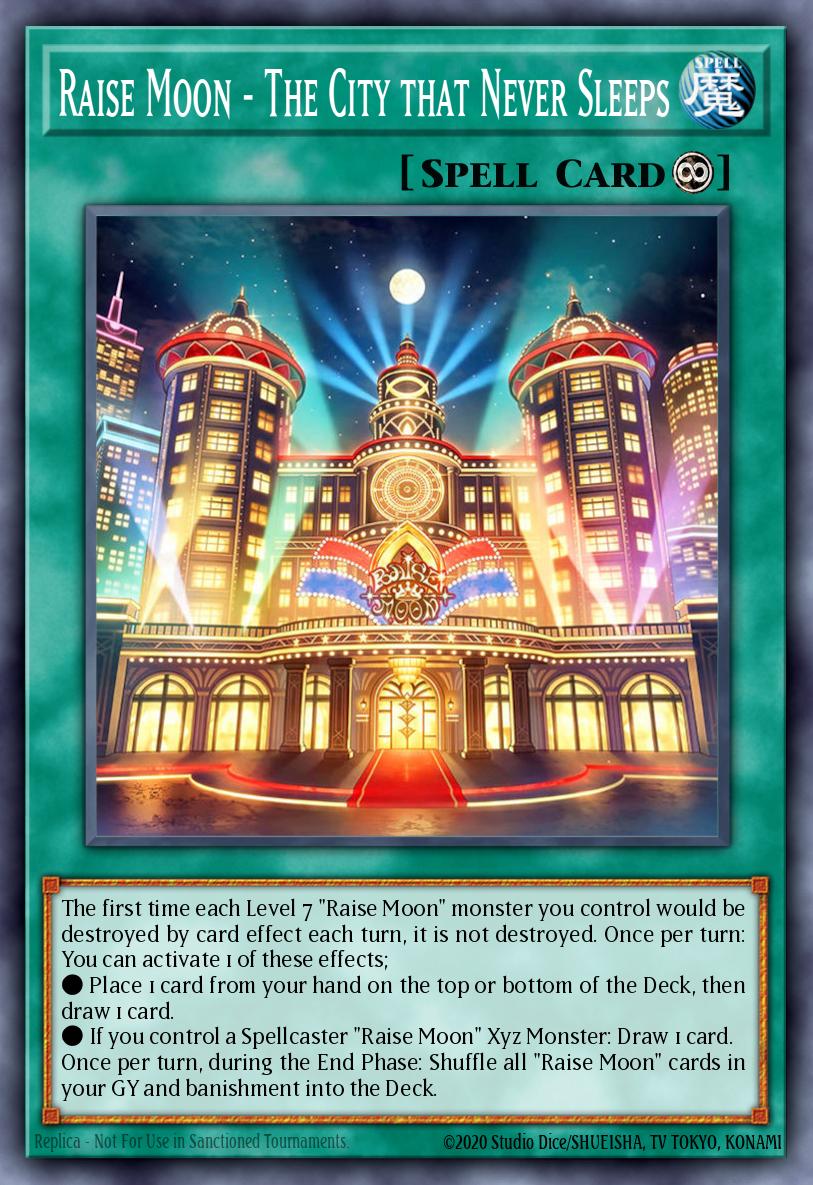 Raise Moon - The City that Never Sleeps
SPELL
魔
[Spell Card]
RAISE
MOON
The first time each Level 7 "Raise Moon" monster you control would be
destroyed by card effect each turn, it is not destroyed. Once per turn:
You can activate 1 of these effects;
● Place 1 card from your hand on the top or bottom of the Deck, then
draw 1 card.
● If you control a Spellcaster "Raise Moon" Xyz Monster: Draw 1 card.
Once per turn, during the End Phase: Shuffle all "Raise Moon" cards in
your GY and banishment into the Deck.
Replica - Not For Use in Sanctioned Tournaments.
©2020 Studio Dice/SHUEISHA, TV TOKYO, KONAMI